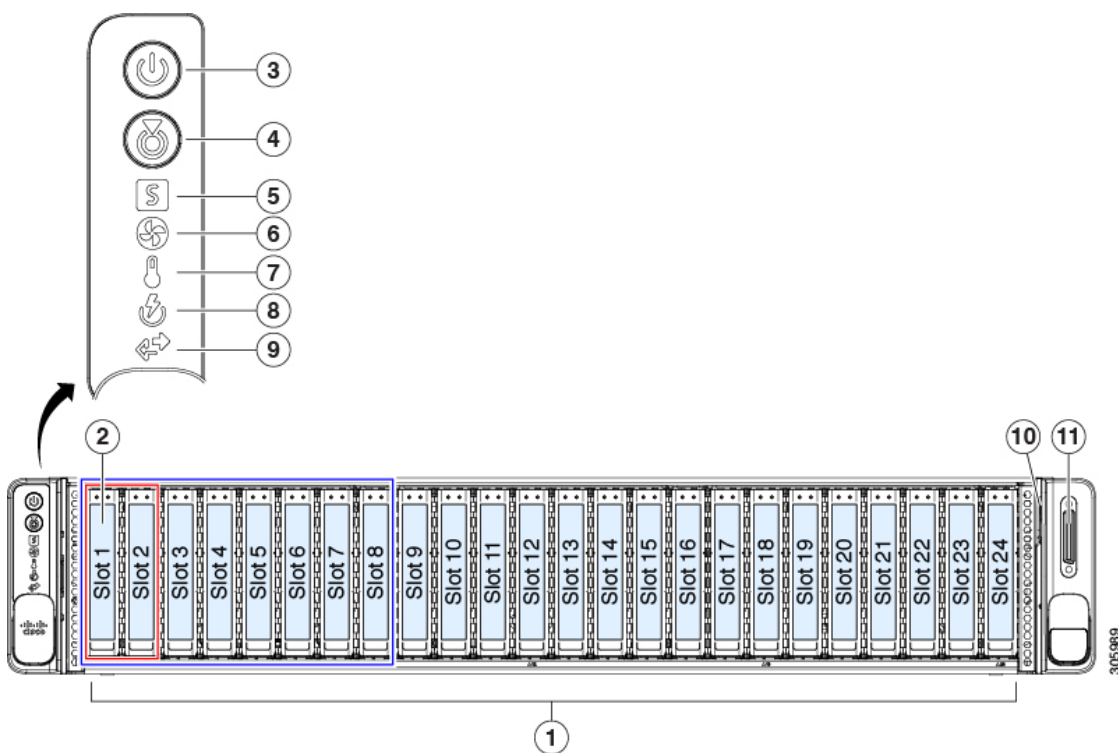 3
4
S
5
6
7
8
9
2
10
11
Slot 1
Slot 2
Slot 3
Slot 4
Slot 5
Slot 6
Slot 7
Slot 8
Slot 9
Slot 10
Slot 11
Slot 12
Slot 13
Slot 14
Slot 15
Slot 16
Slot 17
Slot 18
Slot 19
Slot 20
Slot 21
Slot 22
Slot 23
Slot 24
S
cisco
305989
1